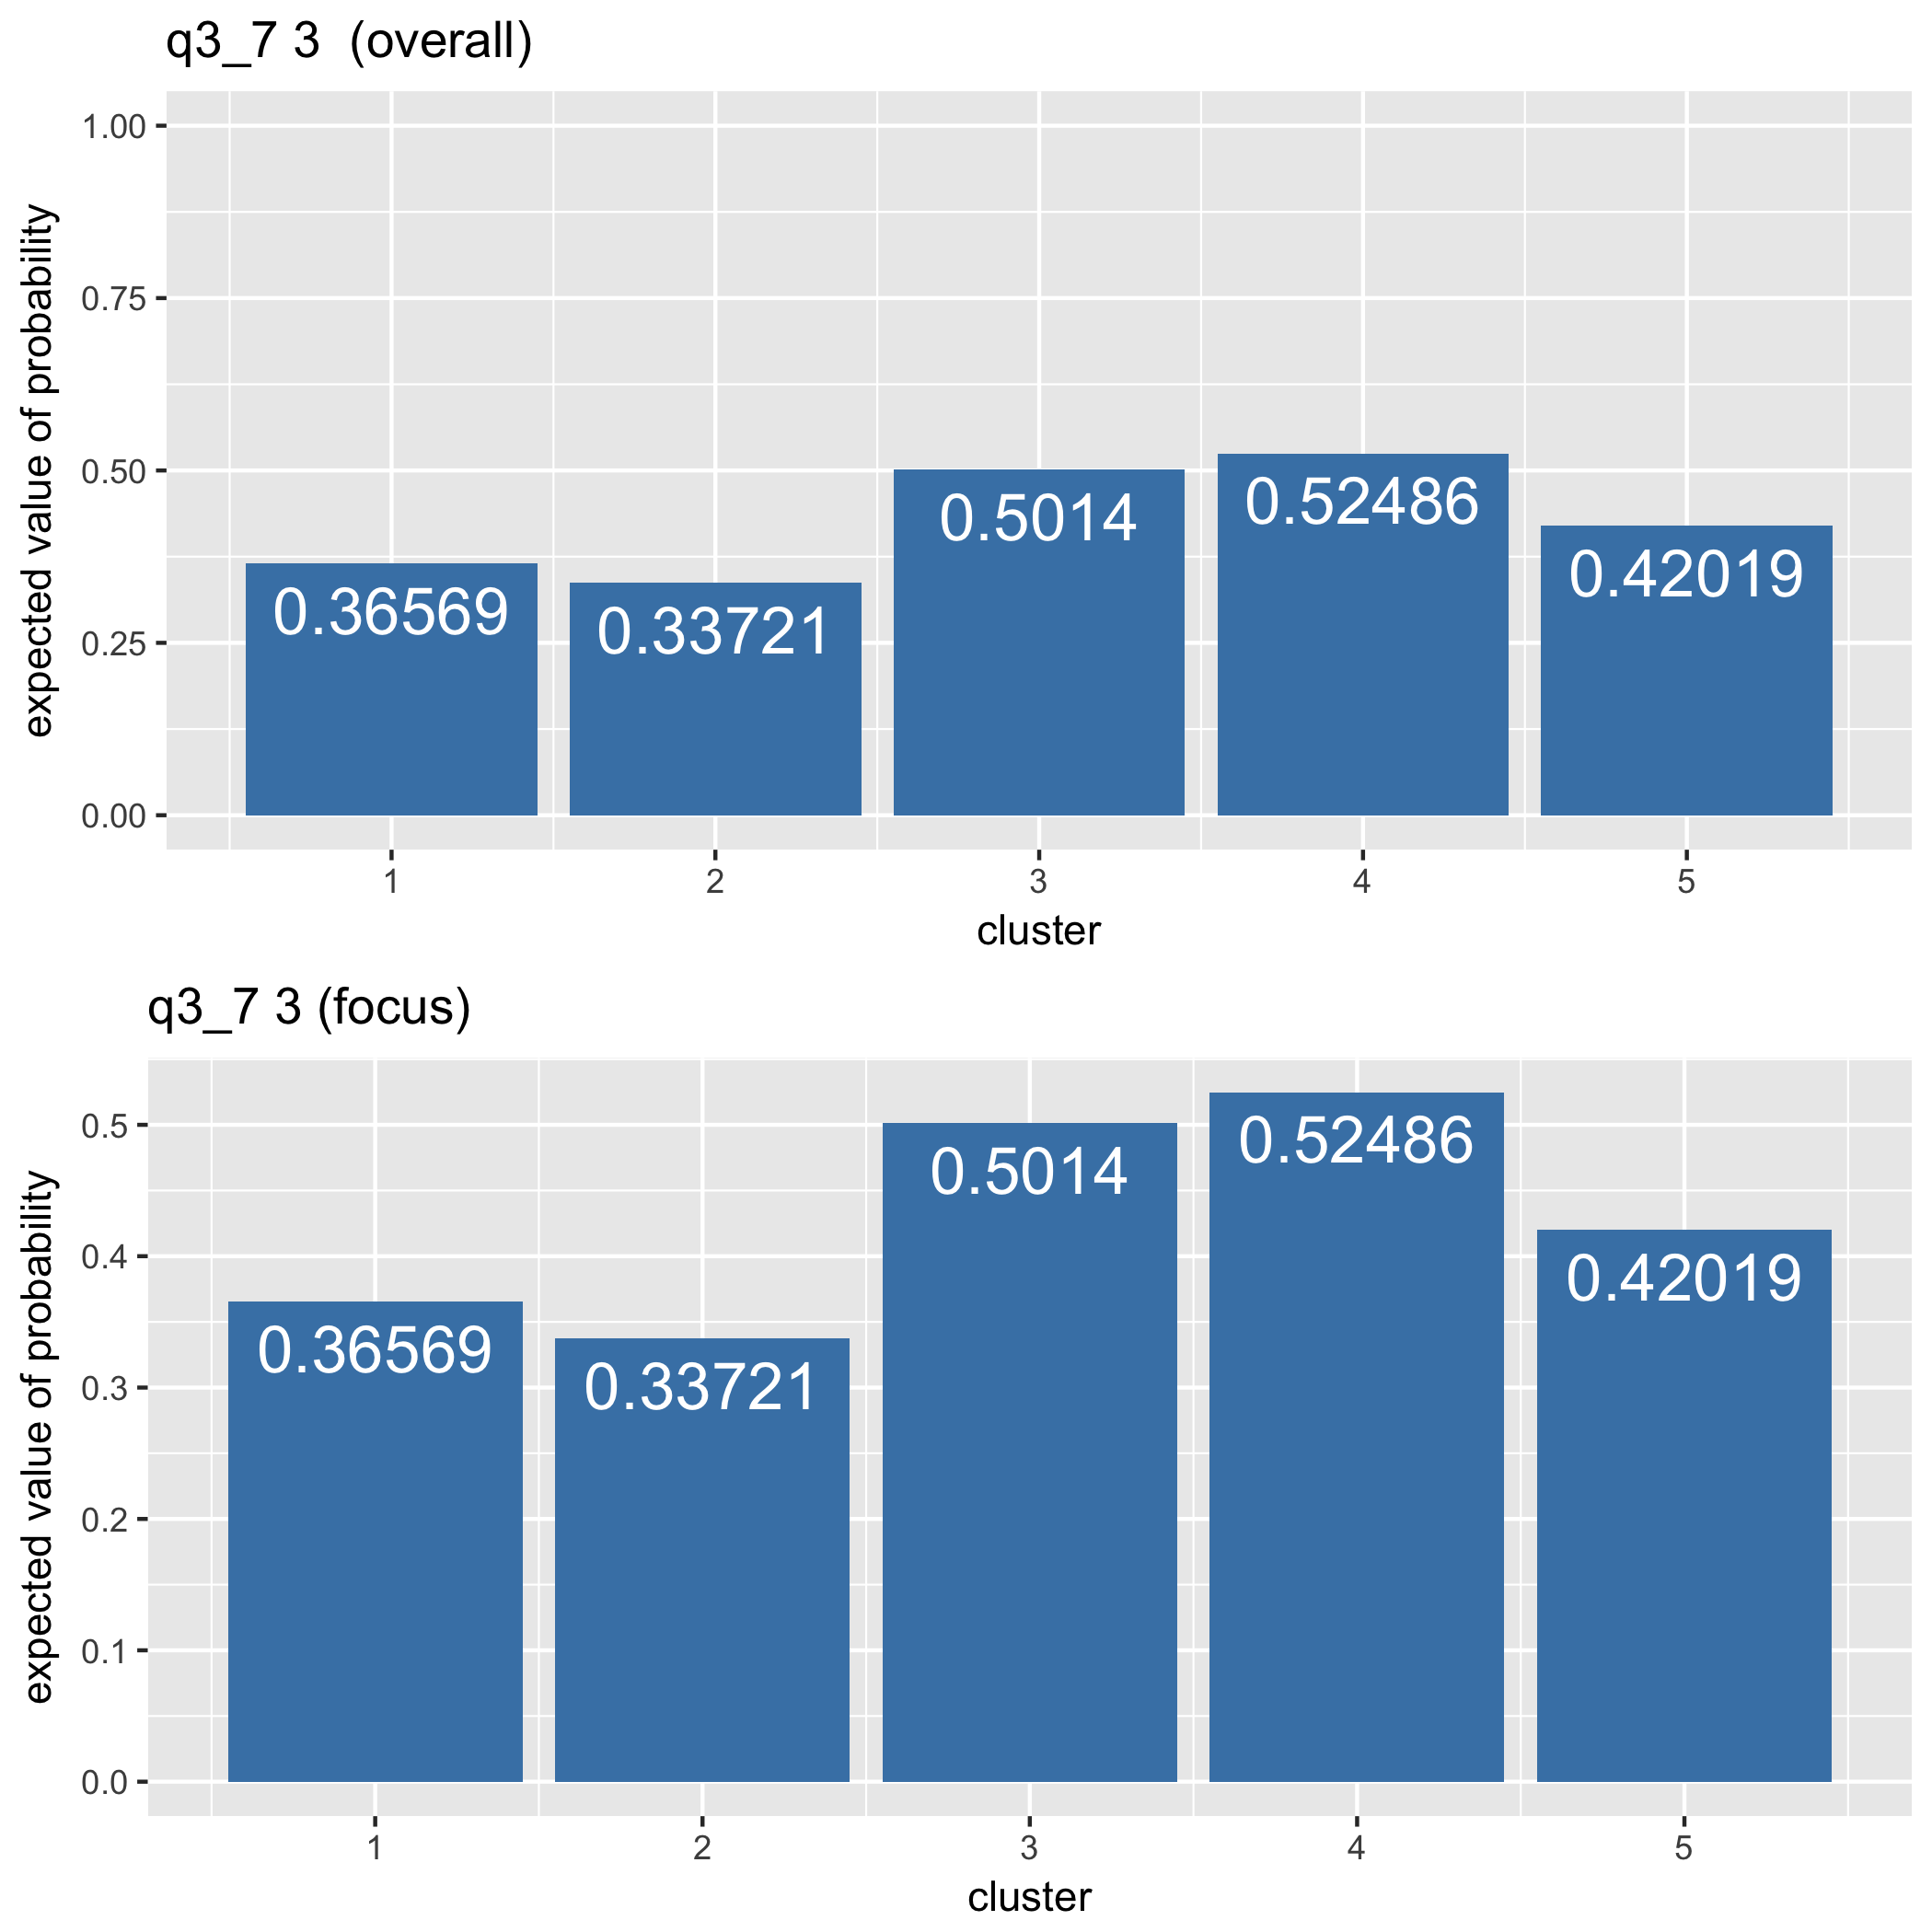 q3_7 3  (overall)
expected value of probability
1.00
0.75
0.50
0.25
0.00
0.36569
0.33721
0.5014
0.52486
0.42019
1 2 3 4 5
cluster
q3_7 3 (focus)
expected value of probability
0.5
0.4
0.3
0.2
0.1
0.0
0.36569
0.33721
0.5014
0.52486
0.42019
1 2 3 4 5
cluster